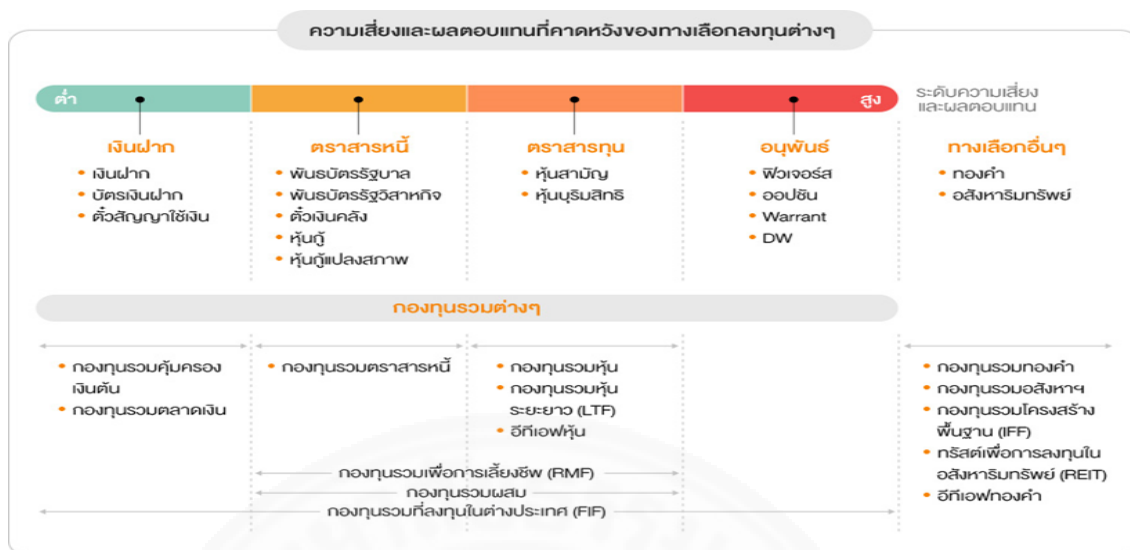 ความเสี่ยงและผลตอบแทนที่คาดหวังของทางเลือกลงทุนต่างๆ
ต่ำ
สูง
ระดับความเสี่ยง
และผลตอบแทน
เงินฝาก
• เงินฝาก
• บัตรเงินฝาก
• ตั๋วสัญญาใช้เงิน
ตราสารหนี้
• พันธบัตรรัฐบาล
• พันธบัตรรัฐวิสาหกิจ
• ตั๋วเงินคลัง
• หุ้นกู้
• หุ้นกู้แปลงสภาพ
ตราสารทุน
• หุ้นสามัญ
• หุ้นบุริมสิทธิ
อนุพันธ์
• ฟิวเจอร์ส
• ออปชัน
• Warrant
• DW
ทางเลือกอื่นๆ
• ทองคำ
• อสังหาริมทรัพย์
กองทุนรวมต่างๆ
• กองทุนรวมคุ้มครอง
เงินต้น
• กองทุนรวมตลาดเงิน
• กองทุนรวมตราสารหนี้
• กองทุนรวมหุ้น
• กองทุนรวมหุ้น
ระยะยาว (LTF)
• อีทีเอฟหุ้น
• กองทุนรวมทองคำ
• กองทุนรวมอสังหาฯ
• กองทุนรวมโครงสร้าง
พื้นฐาน (IFF)
• ทรัสต์เพื่อการลงทุนใน
อสังหาริมทรัพย์ (REIT)
• อีทีเอฟทองคำ
กองทุนรวมเพื่อการเลี้ยงชีพ (RMF)
กองทุนรวมผสม
กองทุนรวมที่ลงทุนในต่างประเทศ (FIF)